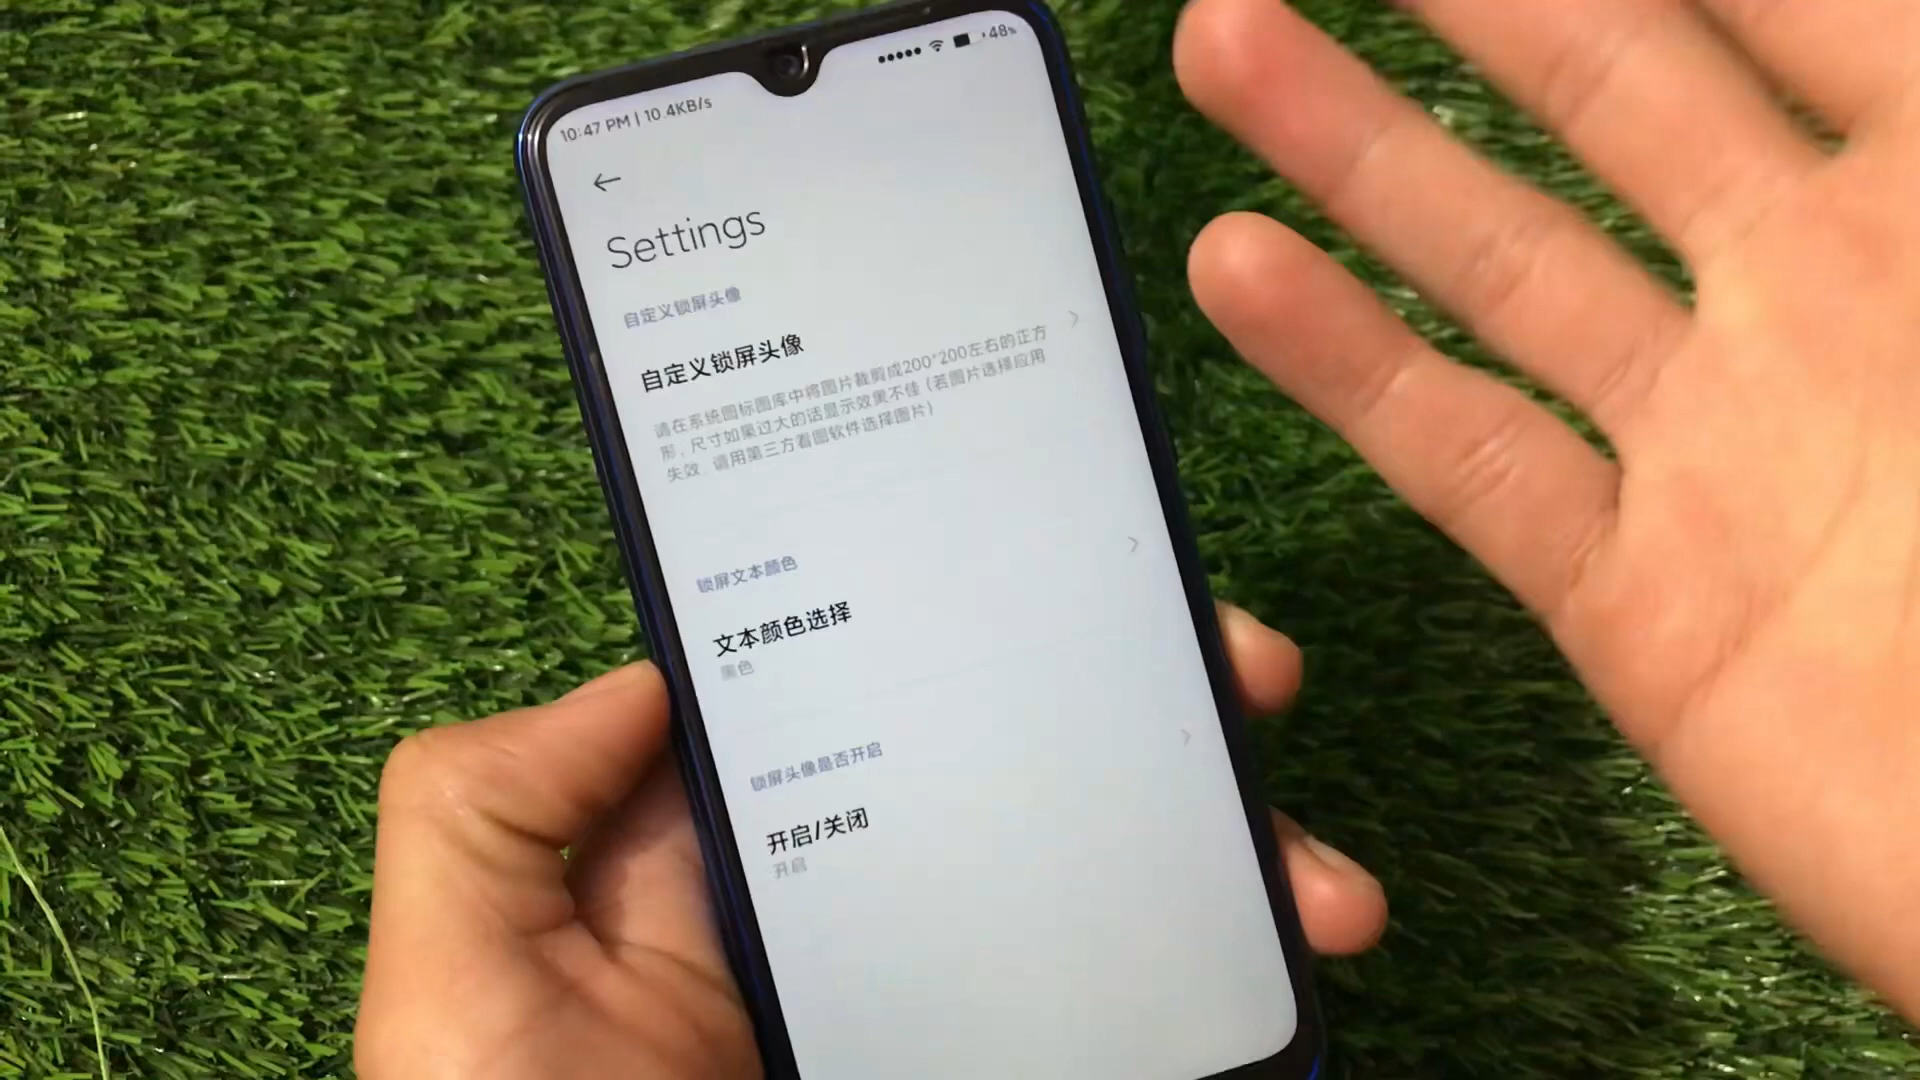 10:47 PM | 10.4KB/s
48%
Settings
自定义锁屏头像
自定义锁屏头像
请在系统图标图库中将图片裁剪成200*200左右的正方
形，尺寸如果过大的话显示效果不佳（若图片选择应用
失效，请用第三方看图软件选择图片）
锁屏文本颜色
文本颜色选择
黑色
锁屏头像是否开启
开启/关闭
开启